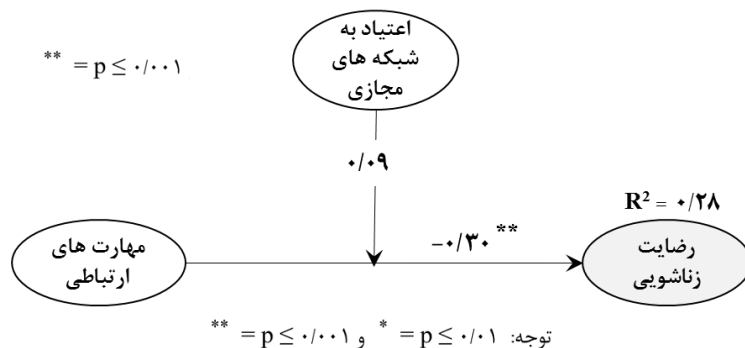 اعتیاد به
شبکه های
مجازی
** = p ≤ ۰/۰۰۱
۰/۰۹
R² = ۰/۲۸
−۰/۳۰**
مهارت های
ارتباطی
رضایت
زناشویی
توجه: * = p ≤ ۰/۰۱ و ** = p ≤ ۰/۰۰۱